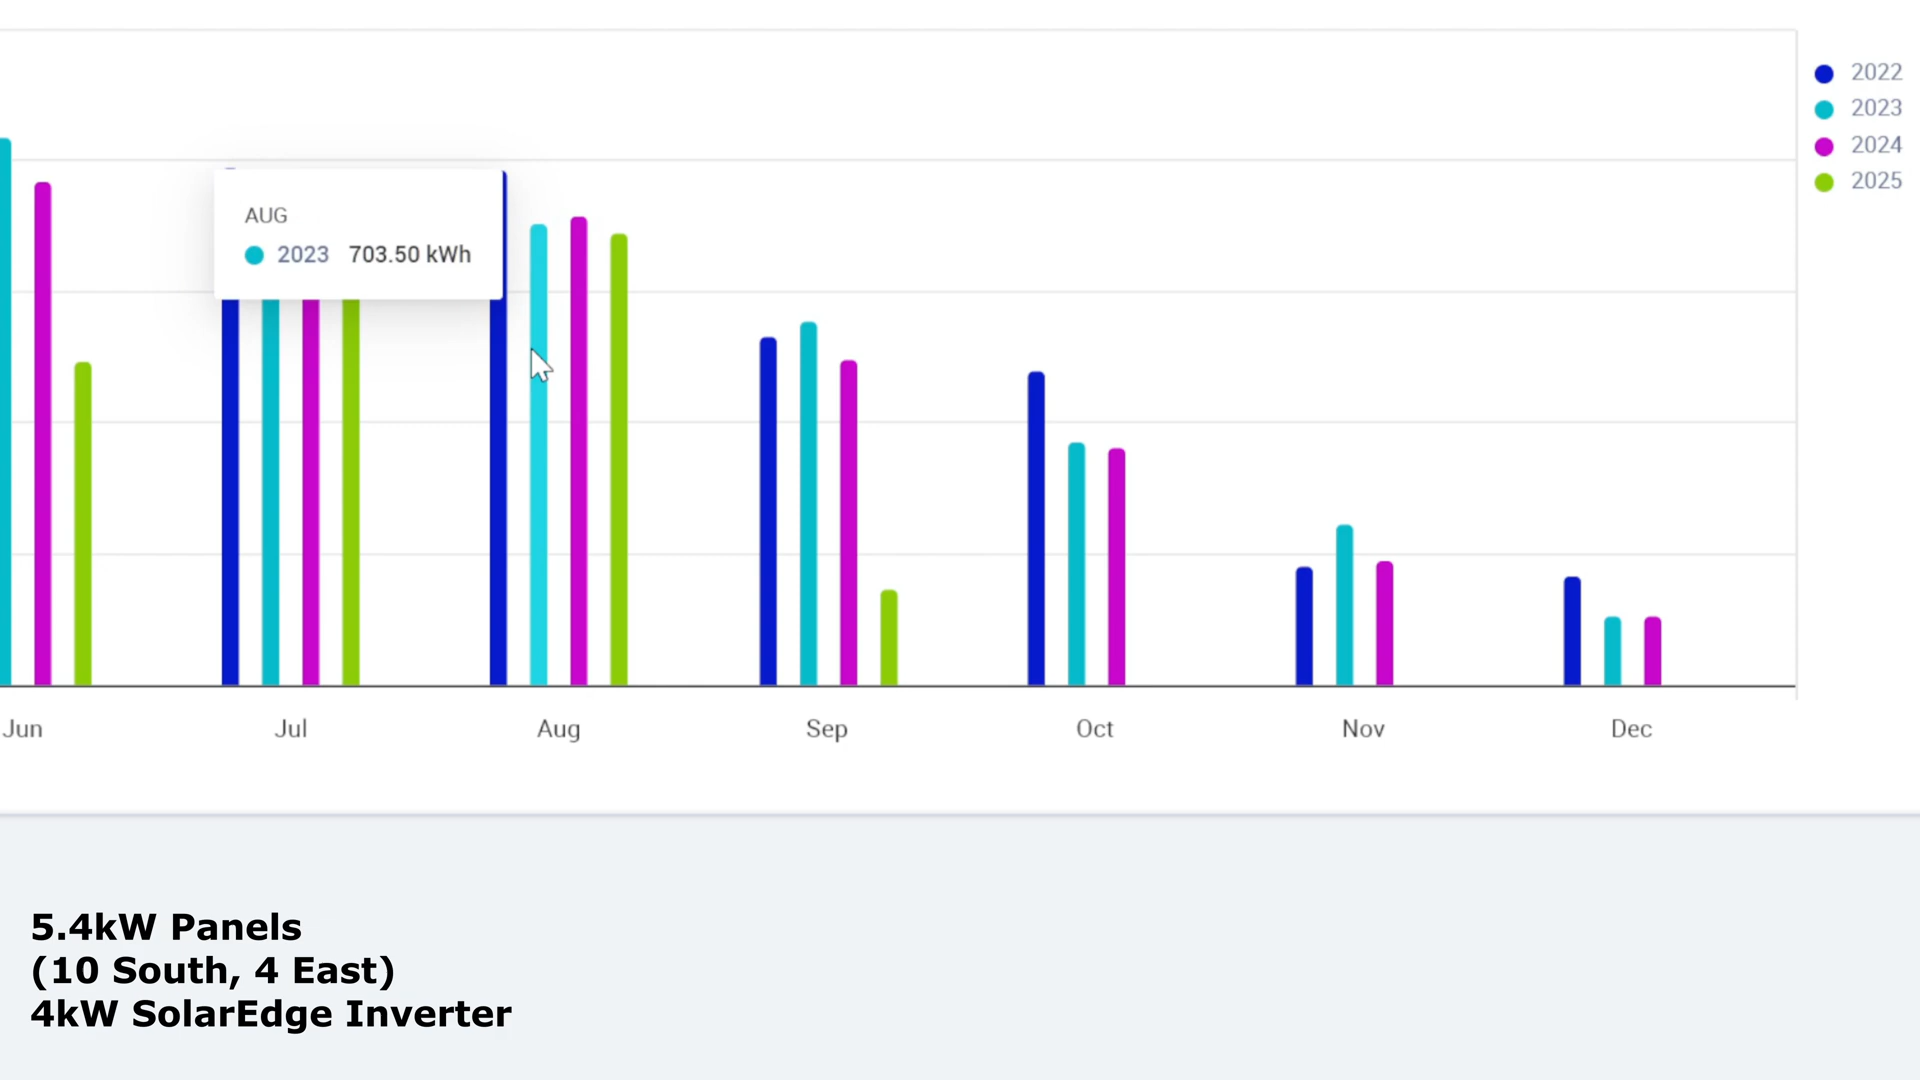 2022
2023
2024
2025
AUG
2023 703.50 kWh
Jun Jul Aug Sep Oct Nov Dec
5.4kW Panels
(10 South, 4 East)
4kW SolarEdge Inverter